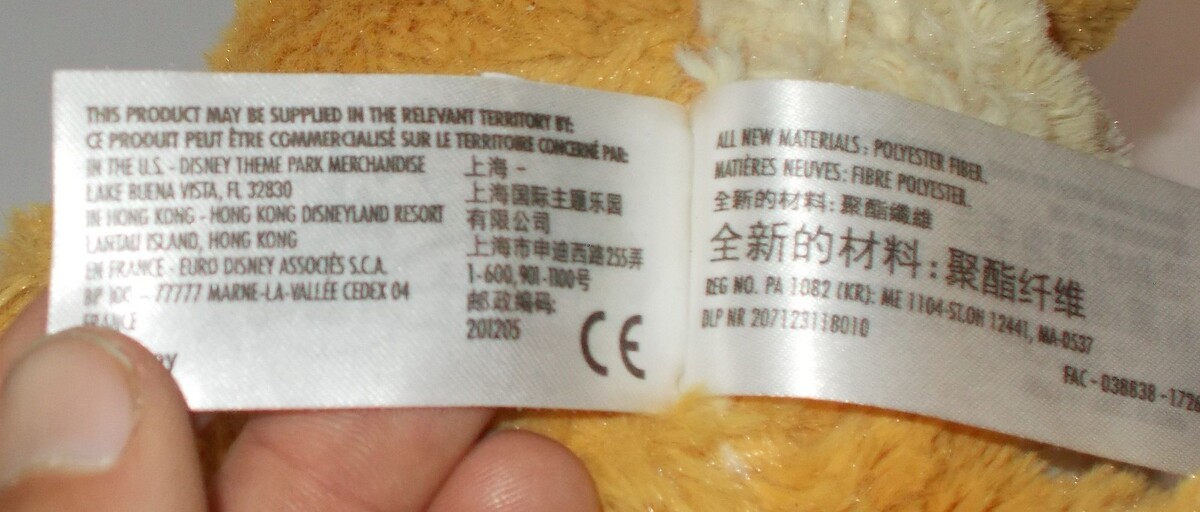 THIS PRODUCT MAY BE SUPPLIED IN THE RELEVANT TERRITORY BY:
CE PRODUIT PEUT ÊTRE COMMERCIALISÉ SUR LE TERRITOIRE CONCERNÉ PAR:
IN THE U.S. - DISNEY THEME PARK MERCHANDISE
LAKE BUENA VISTA, FL 32830
IN HONG KONG - HONG KONG DISNEYLAND RESORT
LANTAU ISLAND, HONG KONG
EN FRANCE - EURO DISNEY ASSOCIÉS S.C.A.
BP 100 - 77777 MARNE-LA-VALLÉE CEDEX 04
FRANCE
上海 -
上海国际主题乐园
有限公司
上海市申迪西路255弄
1-600,901-1100号
邮政编码:
201205
CE
ALL NEW MATERIALS: POLYESTER FIBER.
MATIÈRES NEUVES: FIBRE POLYESTER.
全新的材料: 聚酯纖維
全新的材料: 聚酯纤维
REG NO. PA 1082 (KR): ME 1104-SL OH 12441, MA-0537
DLP NR 207123118010
FAC - 038838 -